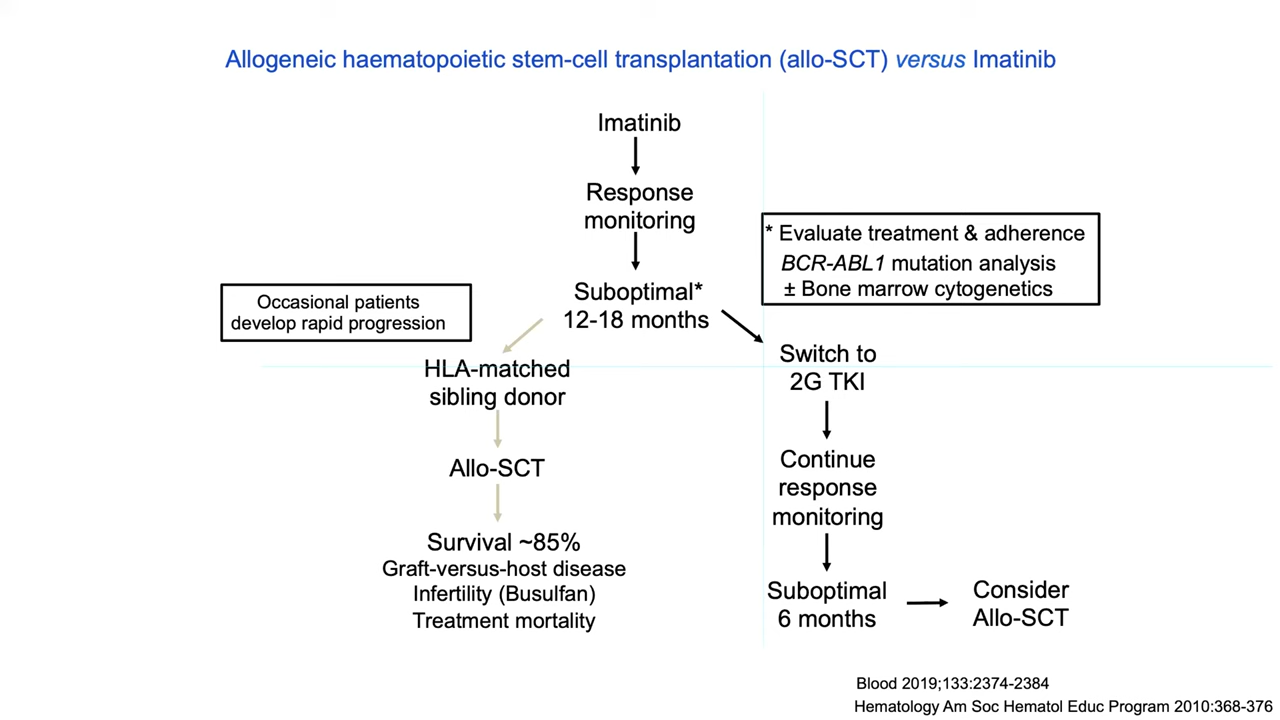 Allogeneic haematopoietic stem-cell transplantation (allo-SCT) versus Imatinib
Imatinib
Response
monitoring
* Evaluate treatment & adherence
BCR-ABL1 mutation analysis
± Bone marrow cytogenetics
Suboptimal*
12-18 months
Occasional patients
develop rapid progression
HLA-matched
sibling donor
Allo-SCT
Survival ~85%
Graft-versus-host disease
Infertility (Busulfan)
Treatment mortality
Switch to
2G TKI
Continue
response
monitoring
Suboptimal
6 months
Consider
Allo-SCT
Blood 2019;133:2374-2384
Hematology Am Soc Hematol Educ Program 2010:368-376